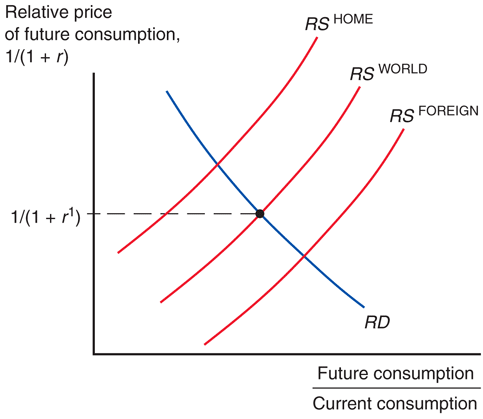 Relative price
of future consumption,
1/(1 + r)
RS HOME
RS WORLD
RS FOREIGN
1/(1 + r¹)
RD
Future consumption
Current consumption